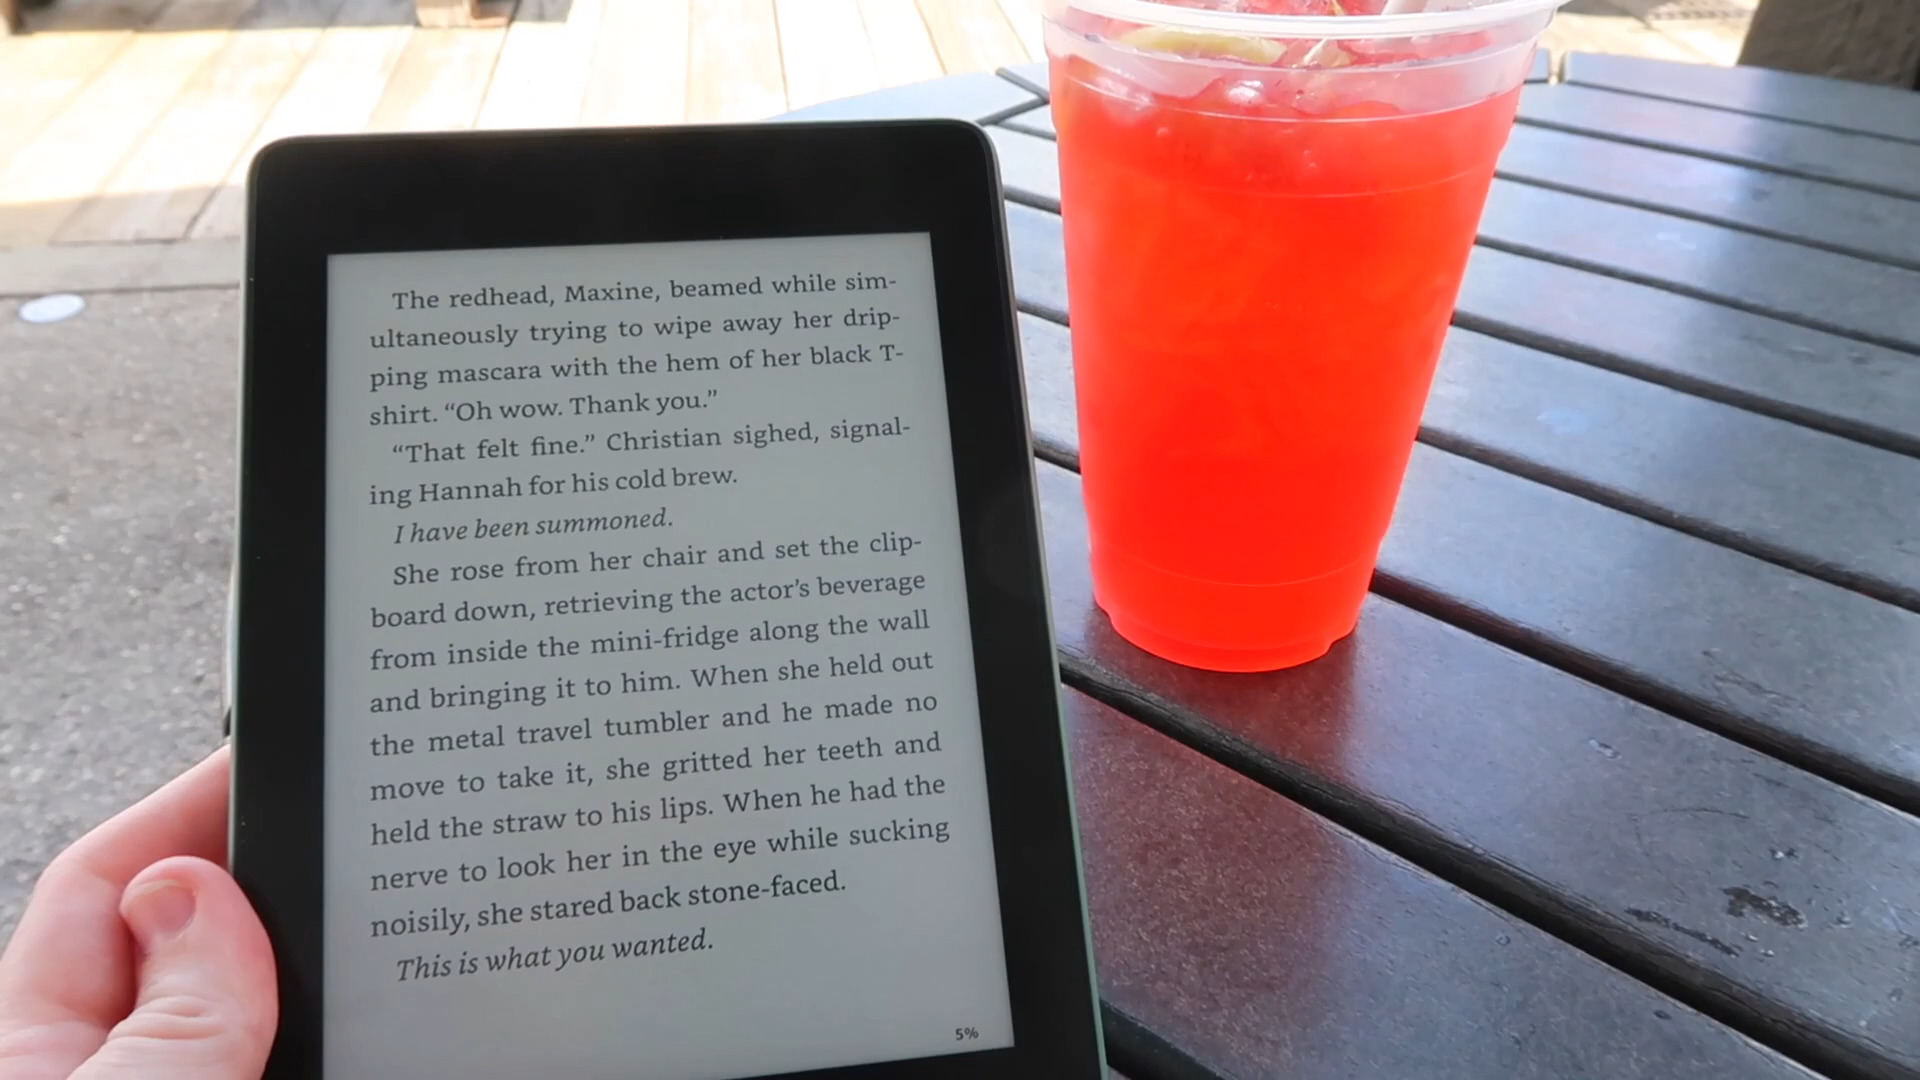 The redhead, Maxine, beamed while sim-
ultaneously trying to wipe away her drip-
ping mascara with the hem of her black T-
shirt. “Oh wow. Thank you.”
“That felt fine.” Christian sighed, signal-
ing Hannah for his cold brew.
I have been summoned.
She rose from her chair and set the clip-
board down, retrieving the actor’s beverage
from inside the mini-fridge along the wall
and bringing it to him. When she held out
the metal travel tumbler and he made no
move to take it, she gritted her teeth and
held the straw to his lips. When he had the
nerve to look her in the eye while sucking
noisily, she stared back stone-faced.
This is what you wanted.
5%